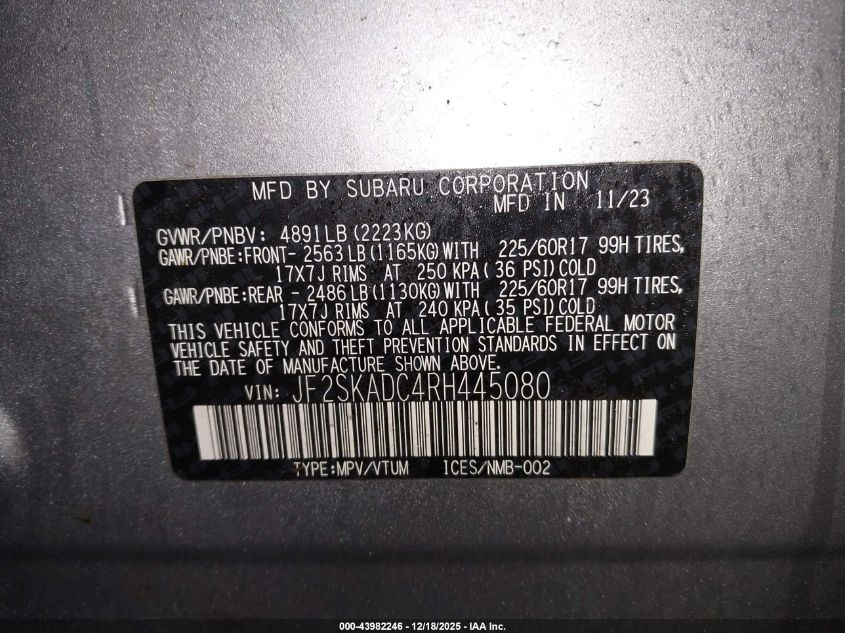 MFD BY SUBARU CORPORATION
MFD IN 11/23
GVWR/PNBV: 4891LB(2223KG)
GAWR/PNBE:FRONT- 2563LB(1165KG)WITH 225/60R17 99H TIRES,
17X7J RIMS AT 250 KPA(36 PSI)COLD
GAWR/PNBE:REAR - 2486LB(1130KG)WITH 225/60R17 99H TIRES,
17X7J RIMS AT 240 KPA(35 PSI)COLD
THIS VEHICLE CONFORMS TO ALL APPLICABLE FEDERAL MOTOR
VEHICLE SAFETY AND THEFT PREVENTION STANDARDS IN EFFECT ON
THE DATE OF MANUFACTURE SHOWN ABOVE.
VIN: JF2SKADC4RH445080
TYPE:MPV/VTUM ICES/NMB-002
000-43982246 - 12/18/2025 - IAA Inc.